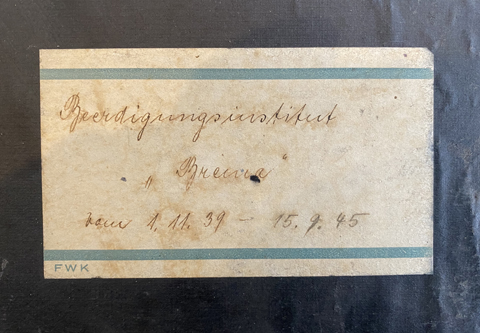 Beerdigungsinstitut
„Brema"
vom 1. 11. 39 – 15. 9. 45
FWK